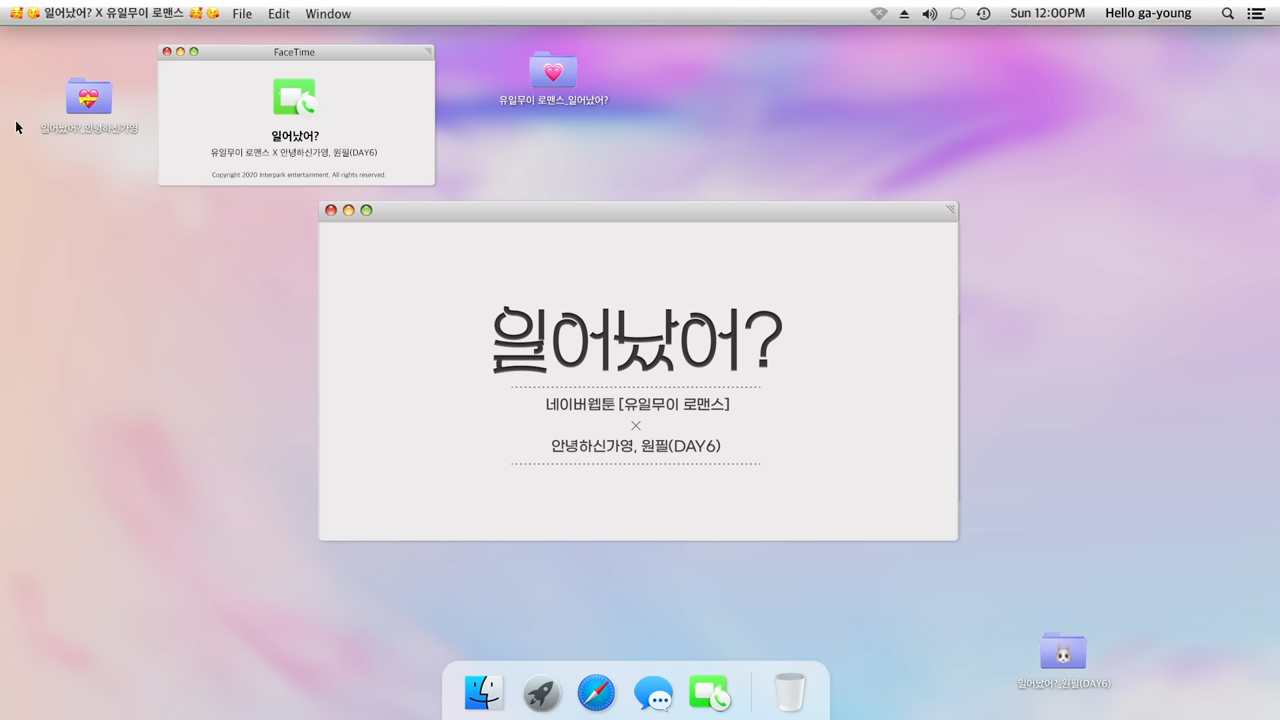 🥰 😘 일어났어? X 유일무이 로맨스 🥰 😘 File Edit Window Sun 12:00PM Hello ga-young
FaceTime
일어났어?
유일무이 로맨스 X 안녕하신가영, 원필(DAY6)
Copyright 2020 Interpark entertainment. All rights reserved.
일어났어?_안녕하신가영
유일무이 로맨스_일어났어?
일어났어?
네이버웹툰 [유일무이 로맨스]
×
안녕하신가영, 원필(DAY6)
일어났어?_원필(DAY6)